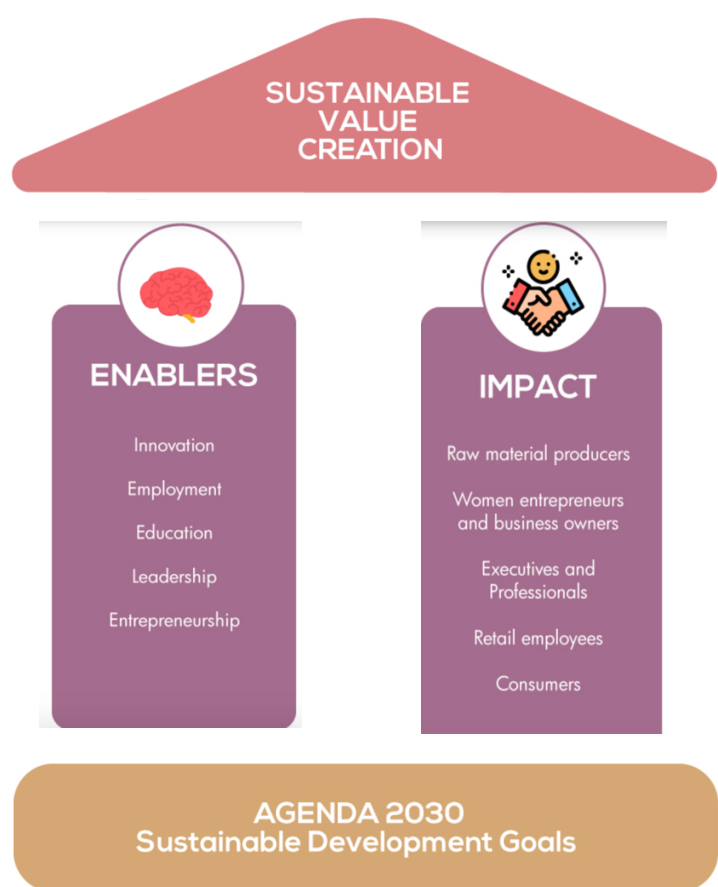 SUSTAINABLE
VALUE
CREATION
ENABLERS
Innovation
Employment
Education
Leadership
Entrepreneurship
IMPACT
Raw material producers
Women entrepreneurs
and business owners
Executives and
Professionals
Retail employees
Consumers
AGENDA 2030
Sustainable Development Goals